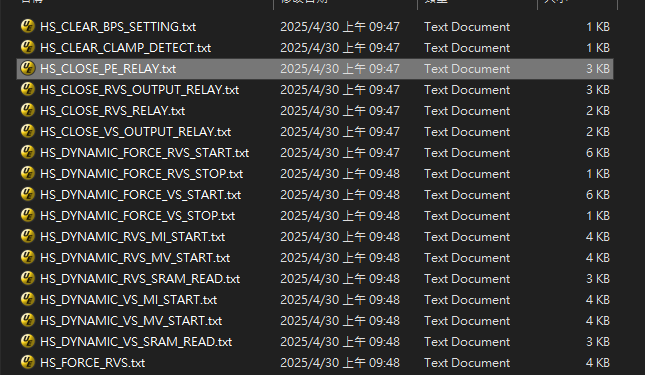 名稱 修改日期 類型 大小
HS_CLEAR_BPS_SETTING.txt 2025/4/30 上午 09:47 Text Document 1 KB
HS_CLEAR_CLAMP_DETECT.txt 2025/4/30 上午 09:47 Text Document 1 KB
HS_CLOSE_PE_RELAY.txt 2025/4/30 上午 09:47 Text Document 3 KB
HS_CLOSE_RVS_OUTPUT_RELAY.txt 2025/4/30 上午 09:47 Text Document 3 KB
HS_CLOSE_RVS_RELAY.txt 2025/4/30 上午 09:47 Text Document 2 KB
HS_CLOSE_VS_OUTPUT_RELAY.txt 2025/4/30 上午 09:47 Text Document 2 KB
HS_DYNAMIC_FORCE_RVS_START.txt 2025/4/30 上午 09:47 Text Document 6 KB
HS_DYNAMIC_FORCE_RVS_STOP.txt 2025/4/30 上午 09:48 Text Document 1 KB
HS_DYNAMIC_FORCE_VS_START.txt 2025/4/30 上午 09:48 Text Document 6 KB
HS_DYNAMIC_FORCE_VS_STOP.txt 2025/4/30 上午 09:48 Text Document 1 KB
HS_DYNAMIC_RVS_MI_START.txt 2025/4/30 上午 09:48 Text Document 4 KB
HS_DYNAMIC_RVS_MV_START.txt 2025/4/30 上午 09:48 Text Document 4 KB
HS_DYNAMIC_RVS_SRAM_READ.txt 2025/4/30 上午 09:48 Text Document 3 KB
HS_DYNAMIC_VS_MI_START.txt 2025/4/30 上午 09:48 Text Document 4 KB
HS_DYNAMIC_VS_MV_START.txt 2025/4/30 上午 09:48 Text Document 4 KB
HS_DYNAMIC_VS_SRAM_READ.txt 2025/4/30 上午 09:48 Text Document 3 KB
HS_FORCE_RVS.txt 2025/4/30 上午 09:48 Text Document 4 KB